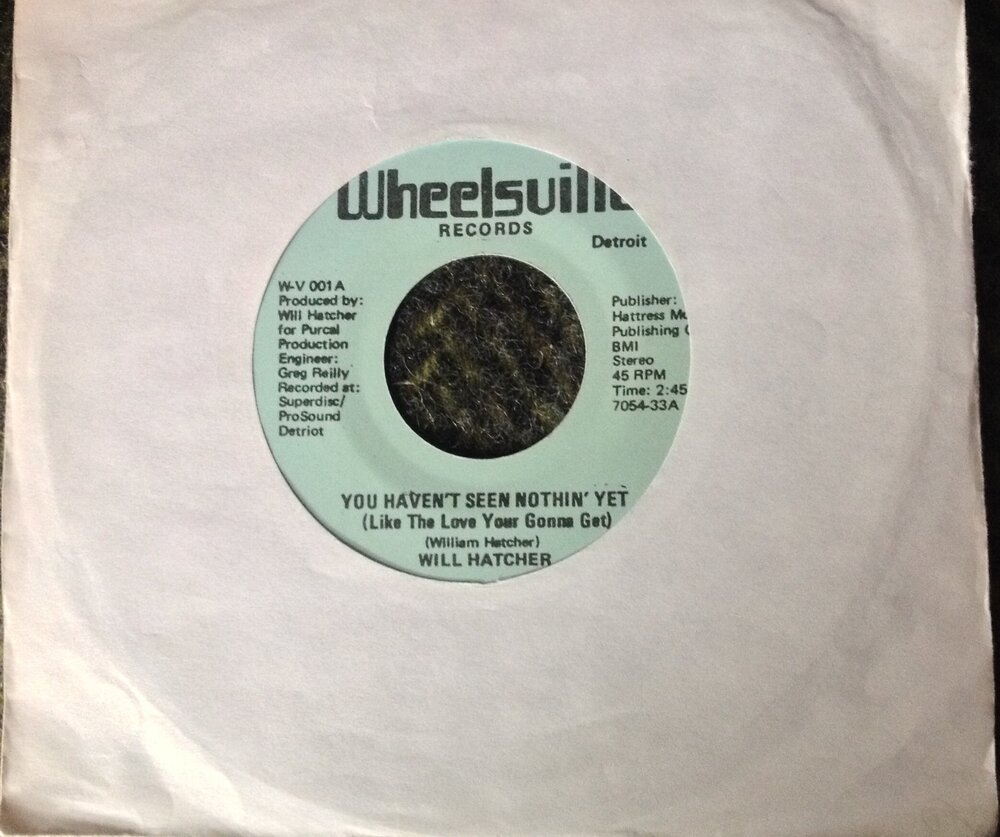 Wheelsville
RECORDS
Detroit
W-V 001A
Produced by:
Will Hatcher
for Purcal
Production
Engineer:
Greg Reilly
Recorded at:
Superdisc/
ProSound
Detriot
Publisher:
Hattress Mu
Publishing
BMI
Stereo
45 RPM
Time: 2:45
7054-33A
YOU HAVEN'T SEEN NOTHIN' YET
(Like The Love Your Gonna Get)
(William Hatcher)
WILL HATCHER